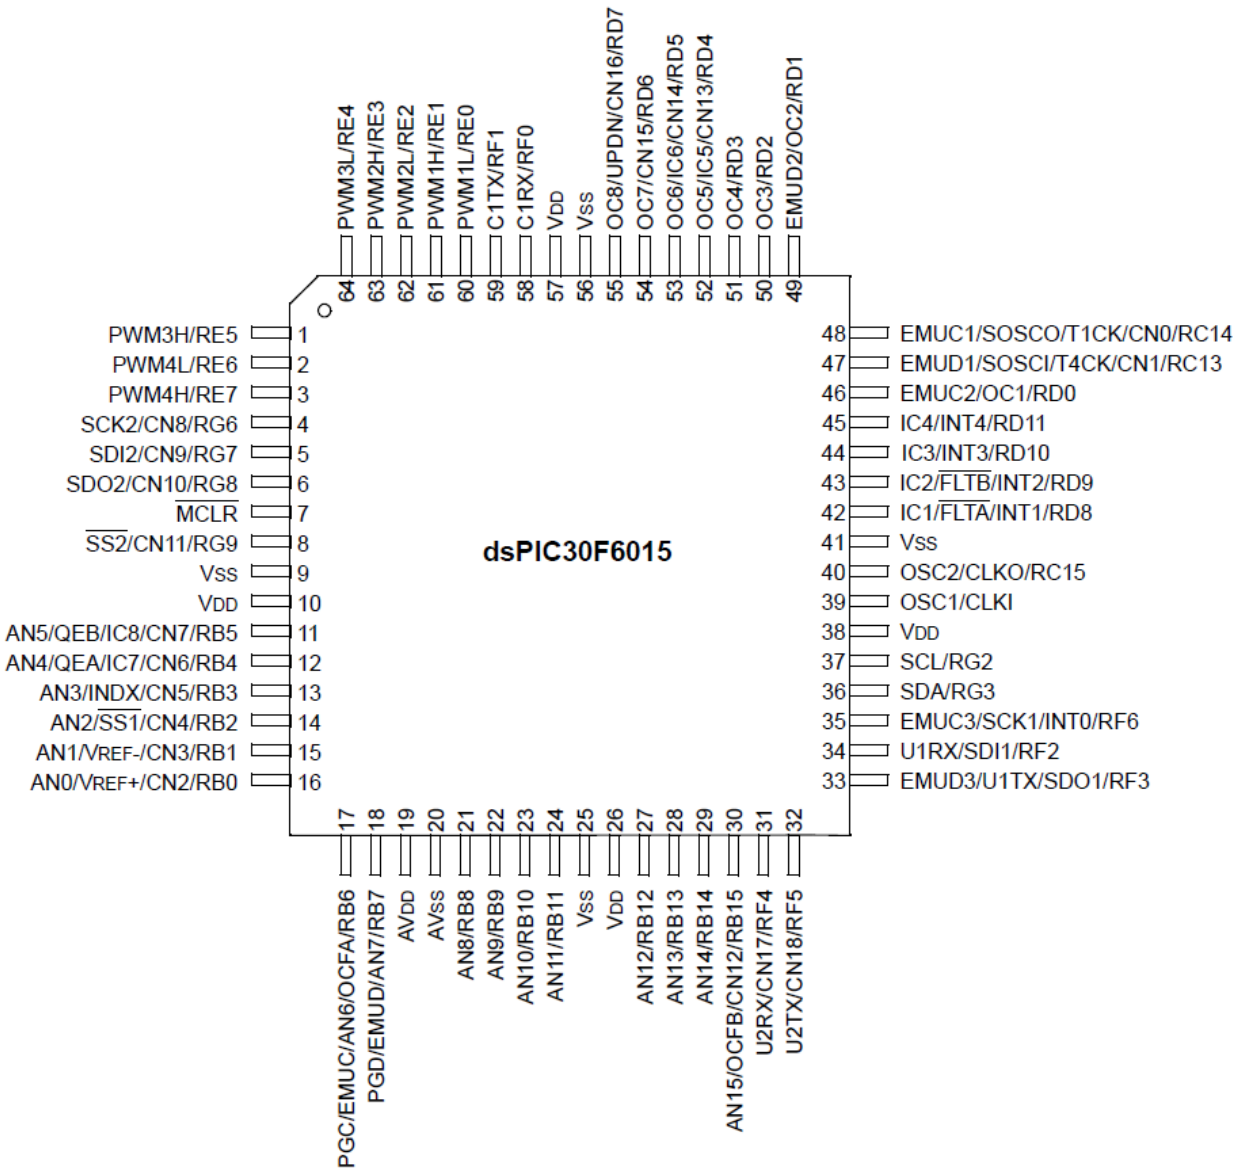 PWM3L/RE4
PWM2H/RE3
PWM2L/RE2
PWM1H/RE1
PWM1L/RE0
C1TX/RF1
C1RX/RF0
VDD
VSS
OC8/UPDN/CN16/RD7
OC7/CN15/RD6
OC6/IC6/CN14/RD5
OC5/IC5/CN13/RD4
OC4/RD3
OC3/RD2
EMUD2/OC2/RD1
64 63 62 61 60 59 58 57 56 55 54 53 52 51 50 49
PWM3H/RE5 1
PWM4L/RE6 2
PWM4H/RE7 3
SCK2/CN8/RG6 4
SDI2/CN9/RG7 5
SDO2/CN10/RG8 6
MCLR 7
SS2/CN11/RG9 8
VSS 9
VDD 10
AN5/QEB/IC8/CN7/RB5 11
AN4/QEA/IC7/CN6/RB4 12
AN3/INDX/CN5/RB3 13
AN2/SS1/CN4/RB2 14
AN1/VREF-/CN3/RB1 15
AN0/VREF+/CN2/RB0 16
dsPIC30F6015
48 EMUC1/SOSCO/T1CK/CN0/RC14
47 EMUD1/SOSCI/T4CK/CN1/RC13
46 EMUC2/OC1/RD0
45 IC4/INT4/RD11
44 IC3/INT3/RD10
43 IC2/FLTB/INT2/RD9
42 IC1/FLTA/INT1/RD8
41 VSS
40 OSC2/CLKO/RC15
39 OSC1/CLKI
38 VDD
37 SCL/RG2
36 SDA/RG3
35 EMUC3/SCK1/INT0/RF6
34 U1RX/SDI1/RF2
33 EMUD3/U1TX/SDO1/RF3
17 18 19 20 21 22 23 24 25 26 27 28 29 30 31 32
PGC/EMUC/AN6/OCFA/RB6
PGD/EMUD/AN7/RB7
AVDD
AVSS
AN8/RB8
AN9/RB9
AN10/RB10
AN11/RB11
VSS
VDD
AN12/RB12
AN13/RB13
AN14/RB14
AN15/OCFB/CN12/RB15
U2RX/CN17/RF4
U2TX/CN18/RF5